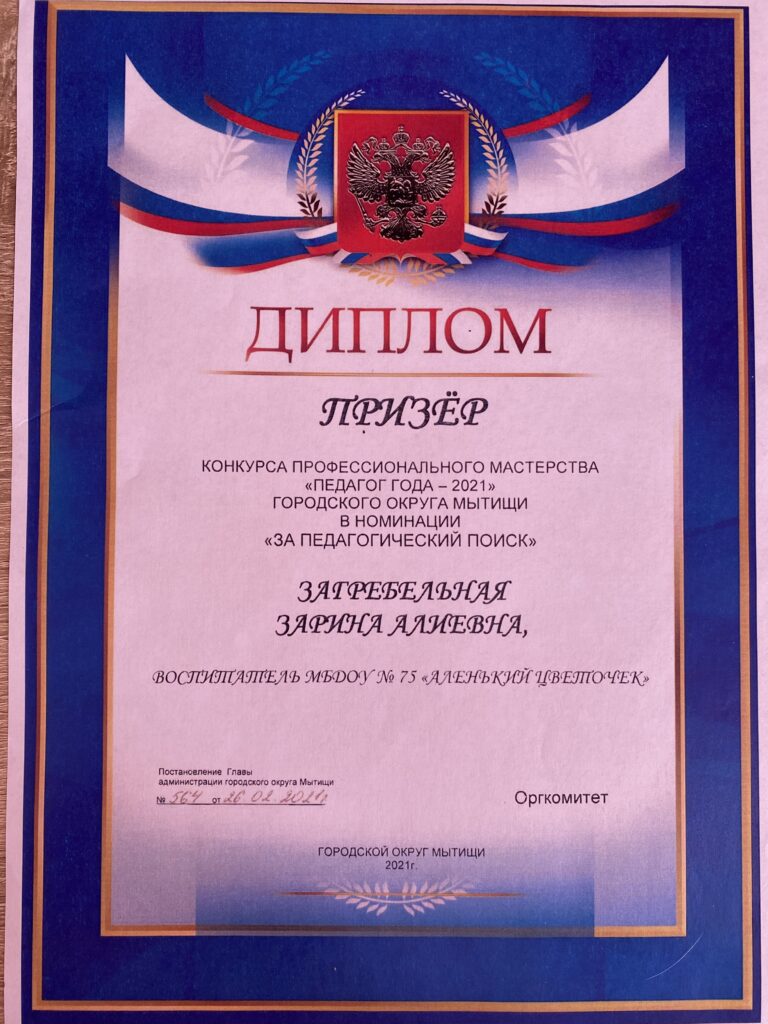 ДИПЛОМ
ПРИЗЁР
КОНКУРСА ПРОФЕССИОНАЛЬНОГО МАСТЕРСТВА
«ПЕДАГОГ ГОДА – 2021»
ГОРОДСКОГО ОКРУГА МЫТИЩИ
В НОМИНАЦИИ
«ЗА ПЕДАГОГИЧЕСКИЙ ПОИСК»
ЗАГРЕБЕЛЬНАЯ
ЗАРИНА АЛИЕВНА,
ВОСПИТАТЕЛЬ МБДОУ № 75 «АЛЕНЬКИЙ ЦВЕТОЧЕК»
Постановление Главы
администрации городского округа Мытищи
№ 564 от 26.02.2021г
Оргкомитет
ГОРОДСКОЙ ОКРУГ МЫТИЩИ
2021г.